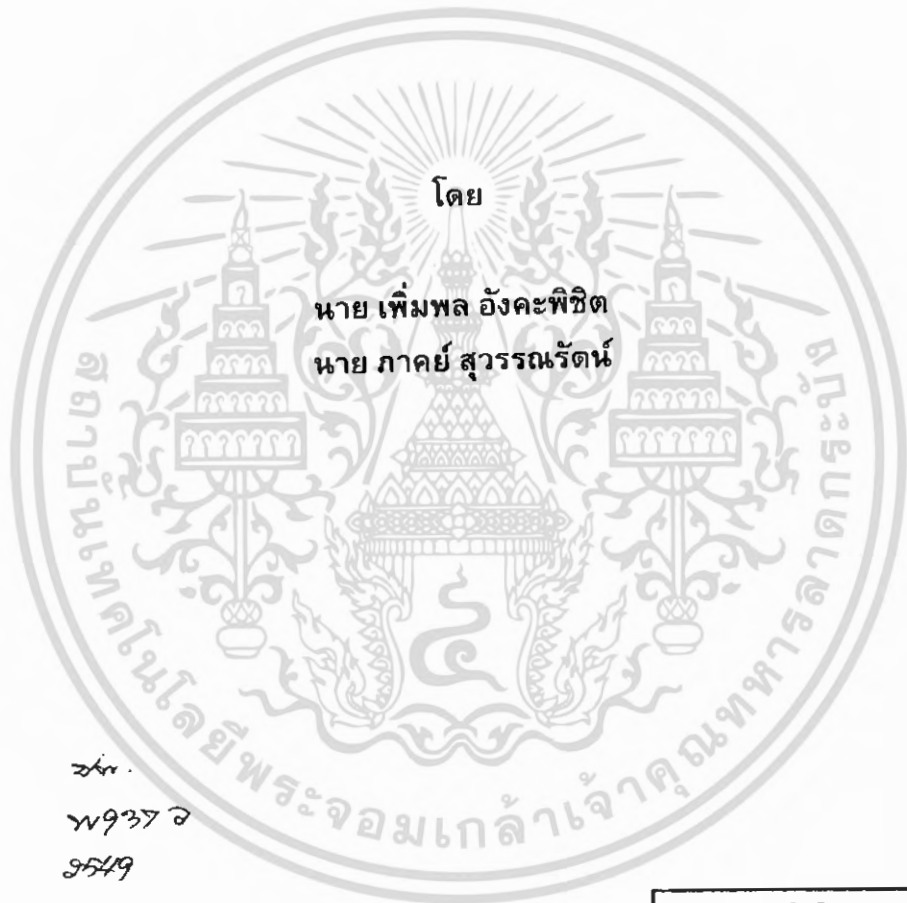 โดย
นาย เพิ่มพล อังคะพิชิต
นาย ภาคย์ สุวรรณรัตน์
สถาบันเทคโนโลยีพระจอมเกล้าเจ้าคุณทหารลาดกระบัง
๔
2549